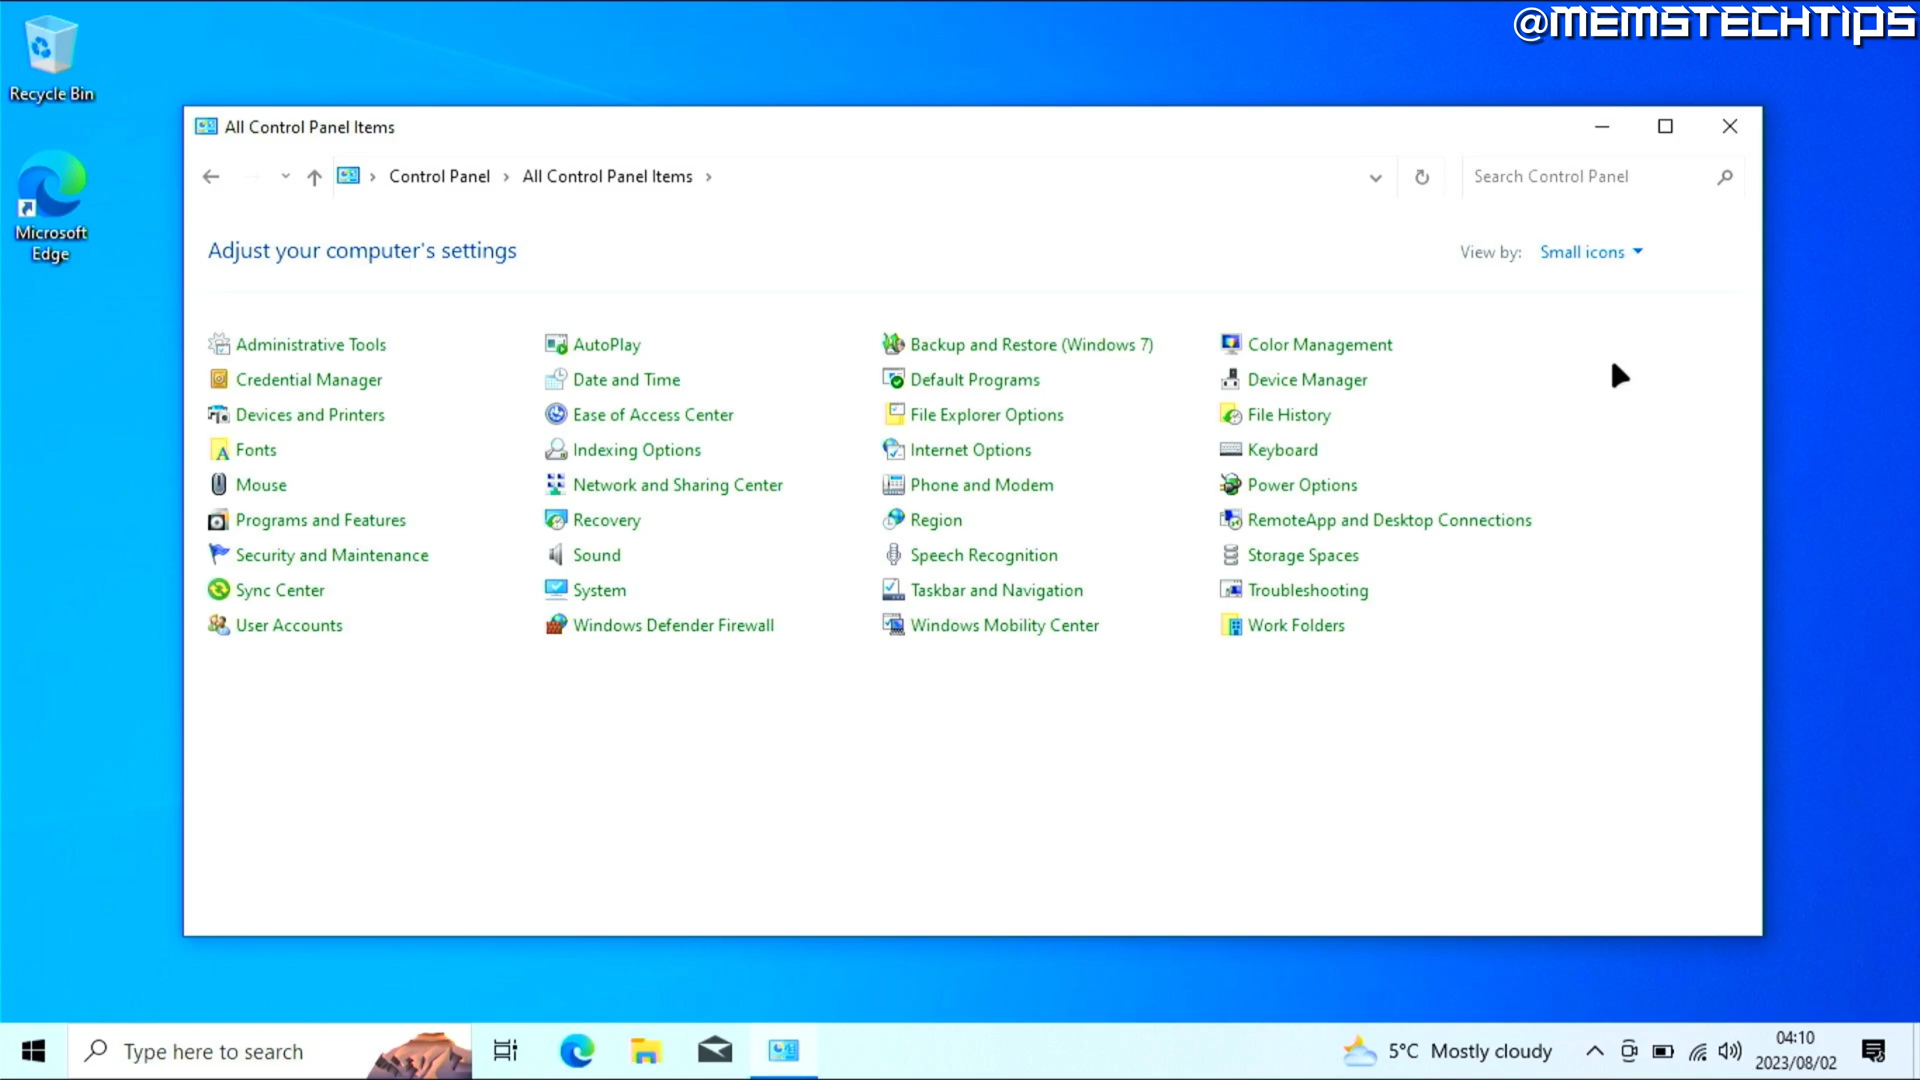 @MEMSTECHTIPS
Recycle Bin
Microsoft
Edge
All Control Panel Items
Control Panel
All Control Panel Items
Search Control Panel
Adjust your computer's settings
View by:
Small icons
Administrative Tools
AutoPlay
Backup and Restore (Windows 7)
Color Management
Credential Manager
Date and Time
Default Programs
Device Manager
Devices and Printers
Ease of Access Center
File Explorer Options
File History
Fonts
Indexing Options
Internet Options
Keyboard
Mouse
Network and Sharing Center
Phone and Modem
Power Options
Programs and Features
Recovery
Region
RemoteApp and Desktop Connections
Security and Maintenance
Sound
Speech Recognition
Storage Spaces
Sync Center
System
Taskbar and Navigation
Troubleshooting
User Accounts
Windows Defender Firewall
Windows Mobility Center
Work Folders
Type here to search
5°C Mostly cloudy
04:10
2023/08/02